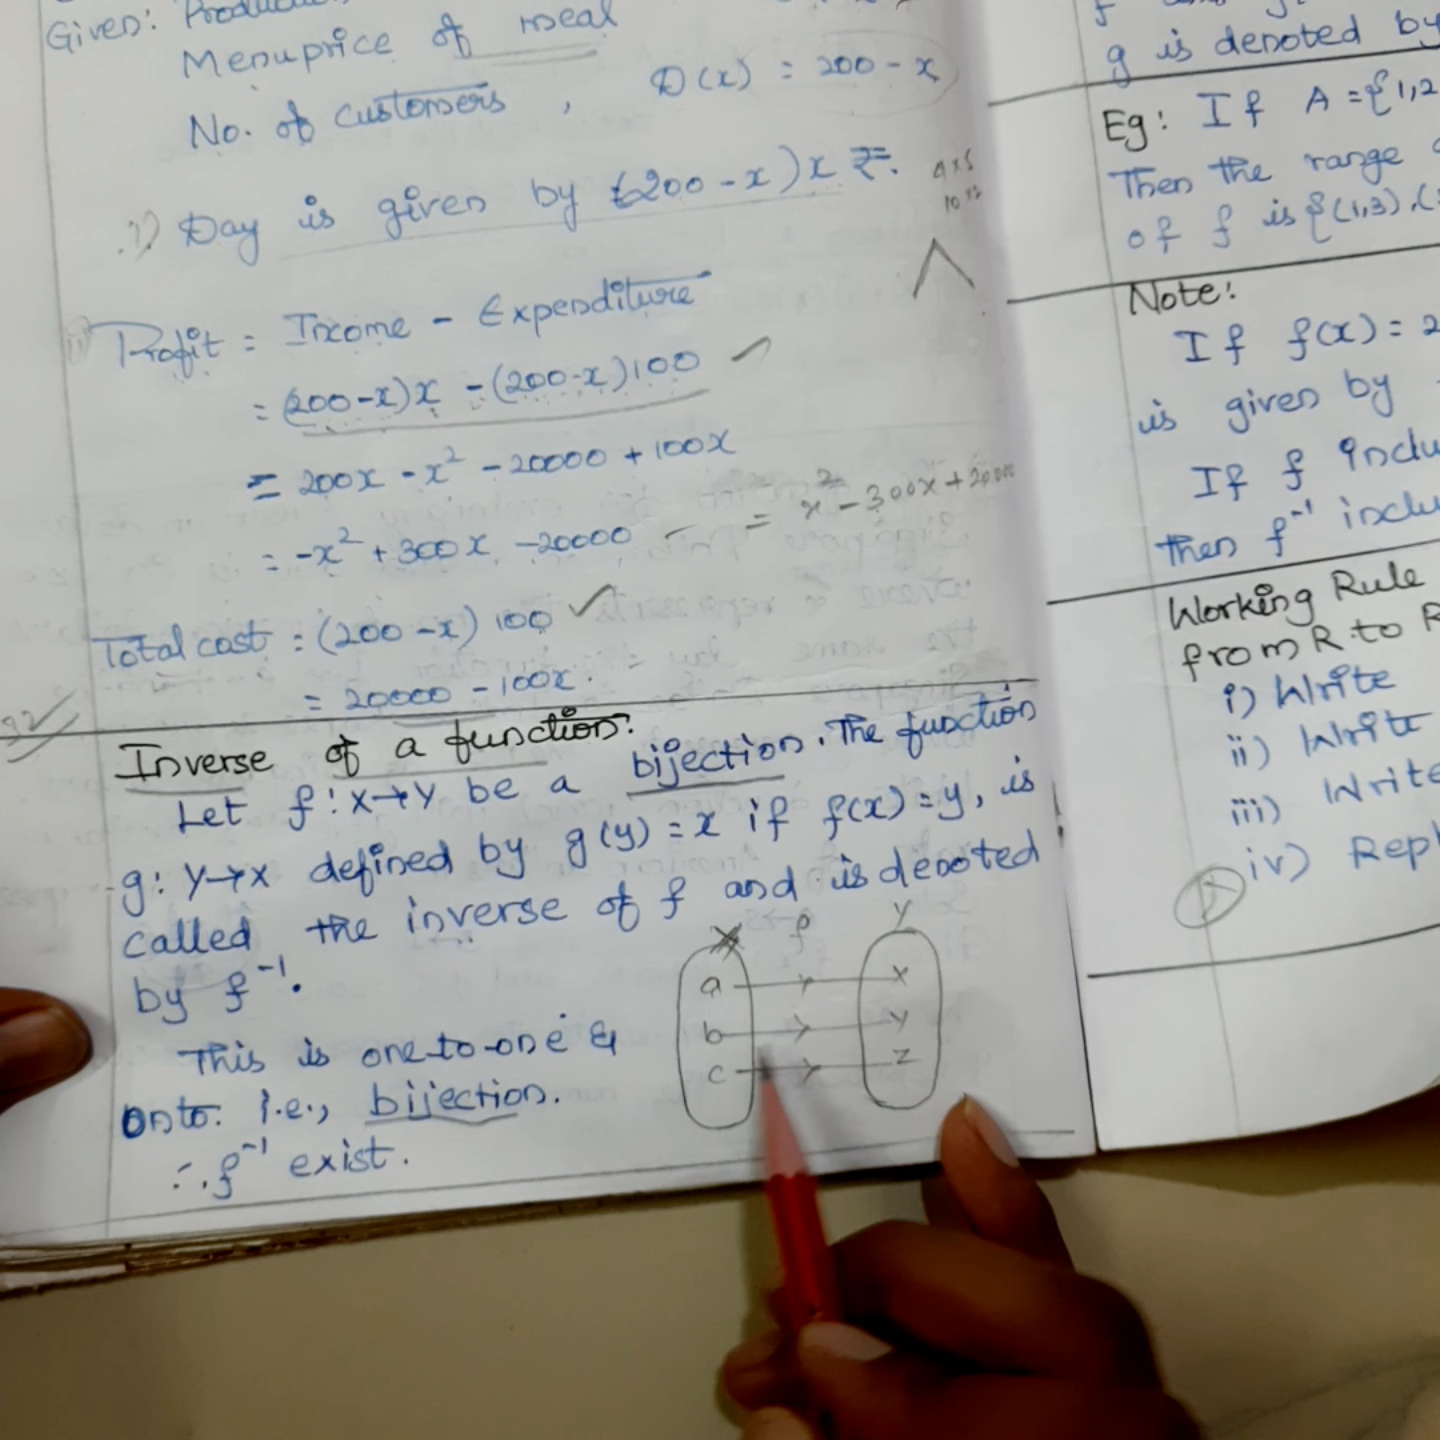 Given:
Menuprice of meal
No. of customers , D(x) = 200 - x
i) Day is given by (200 - x)x ₹.
Profit = Income - Expenditure
= (200-x)x - (200-x)100
= 200x - x² - 20000 + 100x
= -x² + 300x - 20000 = x² - 300x + 20000
Total cost = (200 - x) 100
= 20000 - 100x.
Inverse of a function:
Let f : X→Y be a bijection. The function
g : Y→X defined by g(y) = x if f(x) = y, is
called the inverse of f and is denoted
by f⁻¹.
This is one-to-one &
onto. i.e., bijection.
∴ f⁻¹ exist.
X f Y
a x
b y
c z
g is denoted by
Eg: If A = {1,2
Then the range
of f is {(1,3),(
Note:
If f(x) = 2
is given by
If f inclu
then f⁻¹ inclu
Working Rule
from R to R
i) Write
ii) Write
iii) Write
iv) Repl